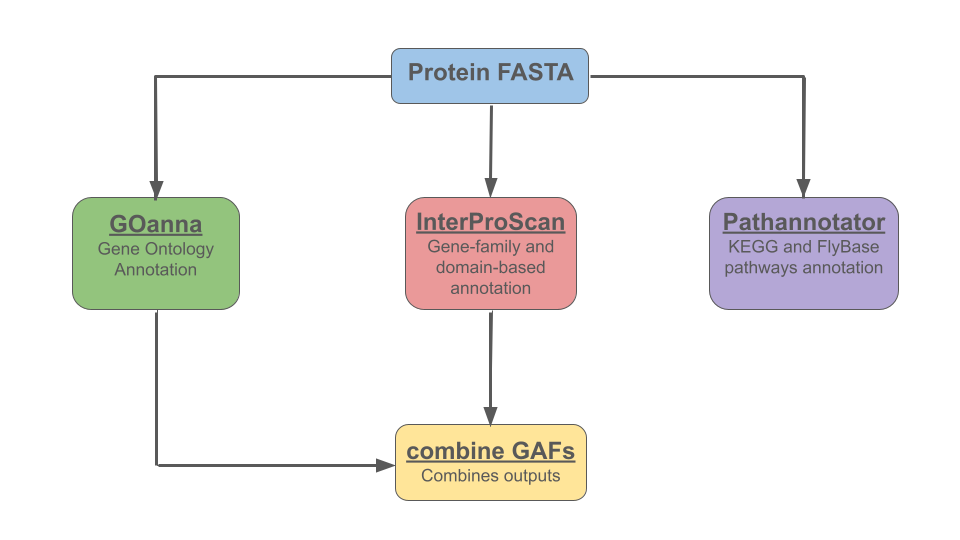 Protein FASTA
GOanna
Gene Ontology
Annotation
InterProScan
Gene-family and
domain-based
annotation
Pathannotator
KEGG and FlyBase
pathways annotation
combine GAFs
Combines outputs